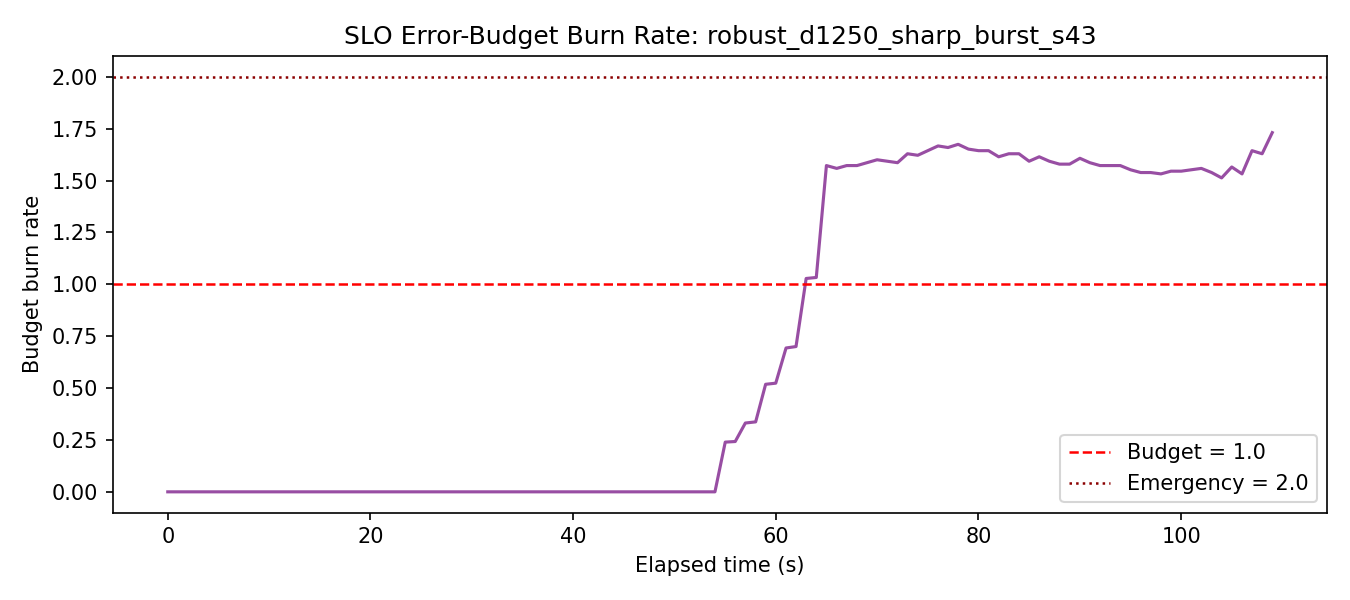 SLO Error-Budget Burn Rate: robust_d1250_sharp_burst_s43
Budget burn rate
2.00
1.75
1.50
1.25
1.00
0.75
0.50
0.25
0.00
Budget = 1.0
Emergency = 2.0
0 20 40 60 80 100
Elapsed time (s)